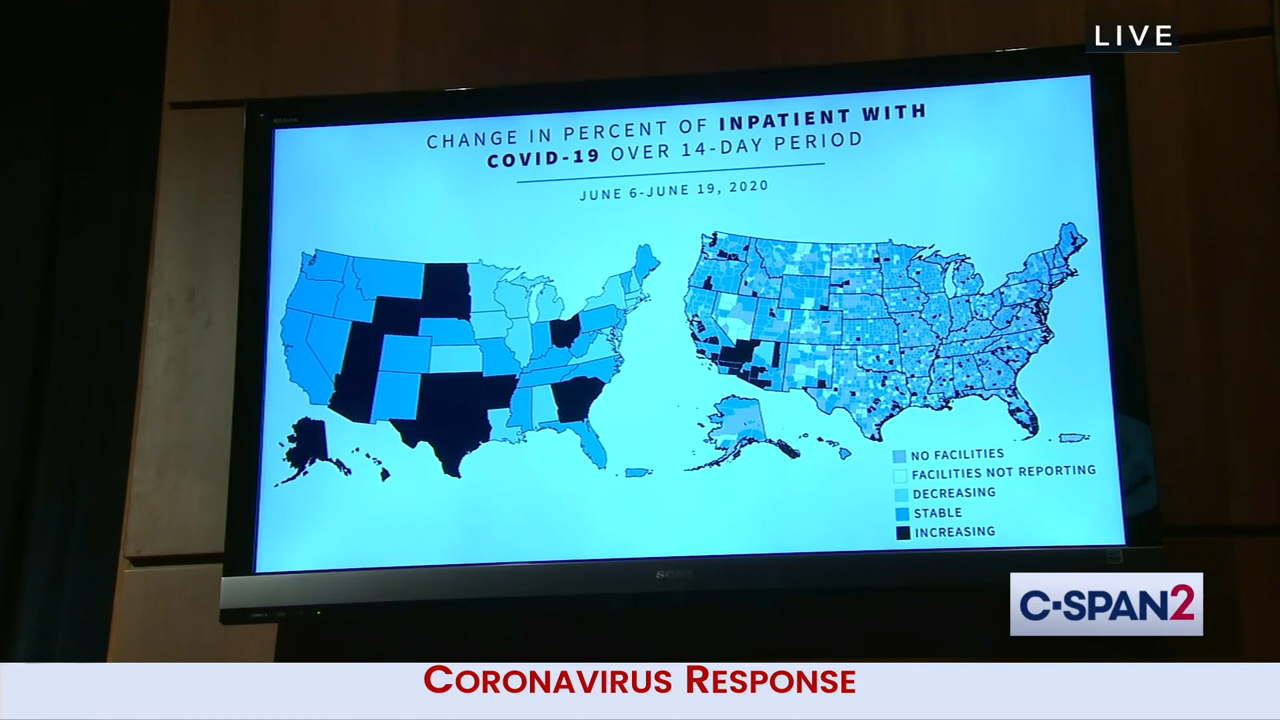 LIVE
CHANGE IN PERCENT OF INPATIENT WITH
COVID-19 OVER 14-DAY PERIOD
JUNE 6-JUNE 19, 2020
NO FACILITIES
FACILITIES NOT REPORTING
DECREASING
STABLE
INCREASING
SONY
C-SPAN2
CORONAVIRUS RESPONSE